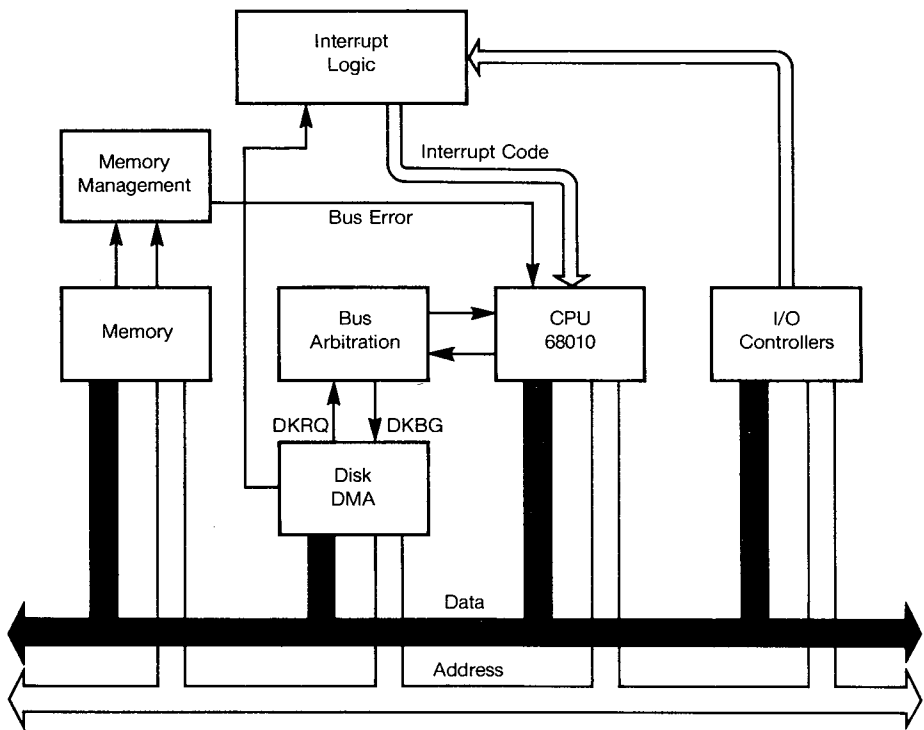 Interrupt
Logic
Memory
Management
Interrupt Code
Bus Error
Memory
Bus
Arbitration
CPU
68010
I/O
Controllers
DKRQ
DKBG
Disk
DMA
Data
Address